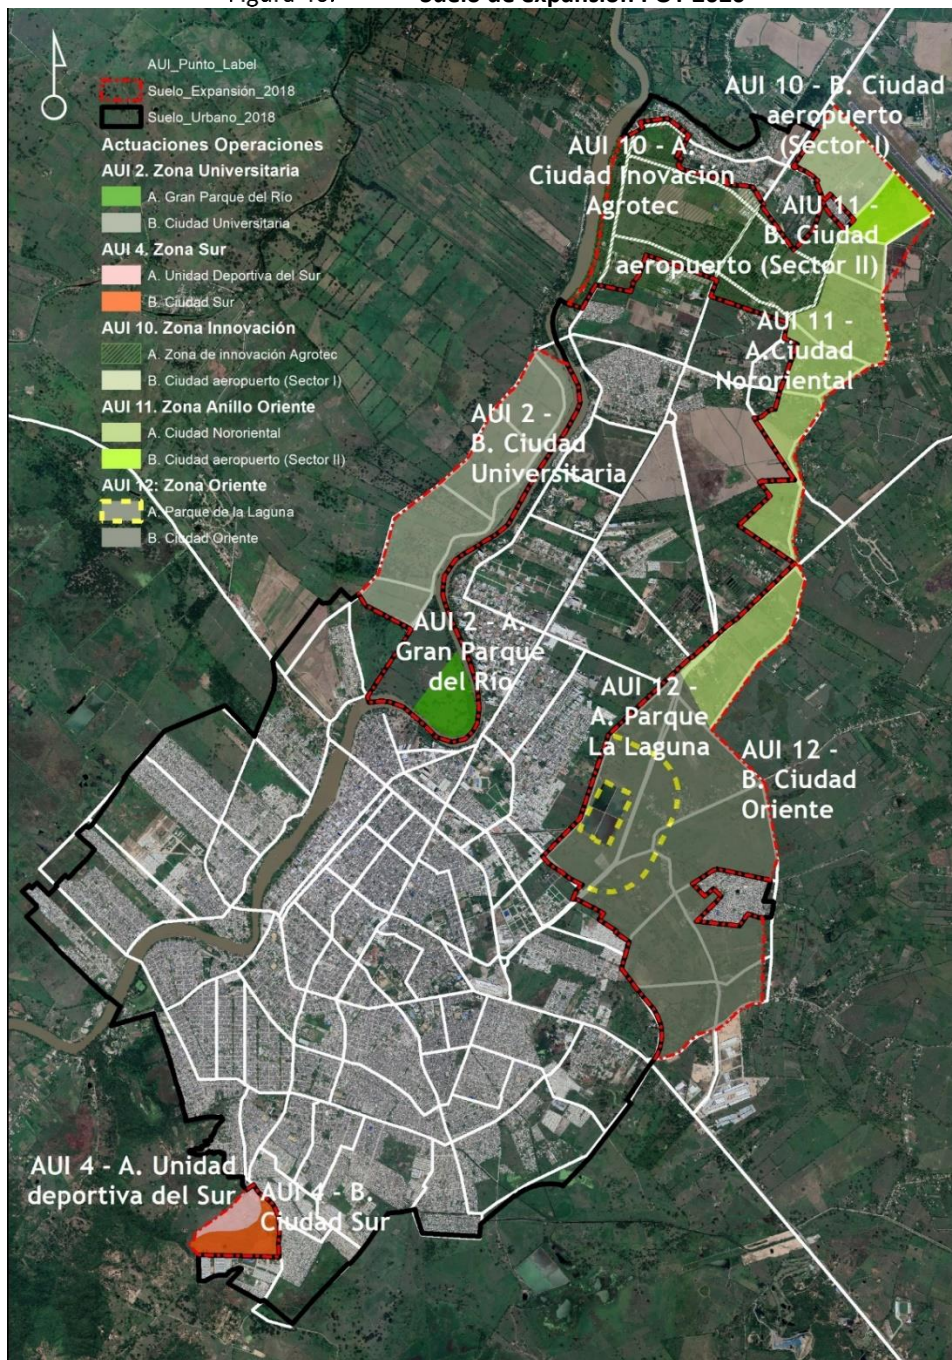 Suelo de expansión POT 2020
AUI_Punto_Label
Suelo_Expansión_2018
Suelo_Urbano_2018
Actuaciones Operaciones
AUI 2. Zona Universitaria
A. Gran Parque del Río
B. Ciudad Universitaria
AUI 4. Zona Sur
A. Unidad Deportiva del Sur
B. Ciudad Sur
AUI 10. Zona Innovación
A. Zona de innovación Agrotec
B. Ciudad aeropuerto (Sector I)
AUI 11. Zona Anillo Oriente
A. Ciudad Nororiental
B. Ciudad aeropuerto (Sector II)
AUI 12: Zona Oriente
A. Parque de la Laguna
B. Ciudad Oriente
AUI 10 - B. Ciudad
aeropuerto
(Sector I)
AUI 10 - A.
Ciudad Inovación
Agrotec
AIU 11 -
B. Ciudad
aeropuerto (Sector II)
AUI 11 -
A.Ciudad
Nororiental
AUI 2 -
B. Ciudad
Universitaria
AUI 2 - A.
Gran Parque
del Río
AUI 12 -
A. Parque
La Laguna
AUI 12 -
B. Ciudad
Oriente
AUI 4 - A. Unidad
deportiva del Sur
AUI 4 - B.
Ciudad Sur